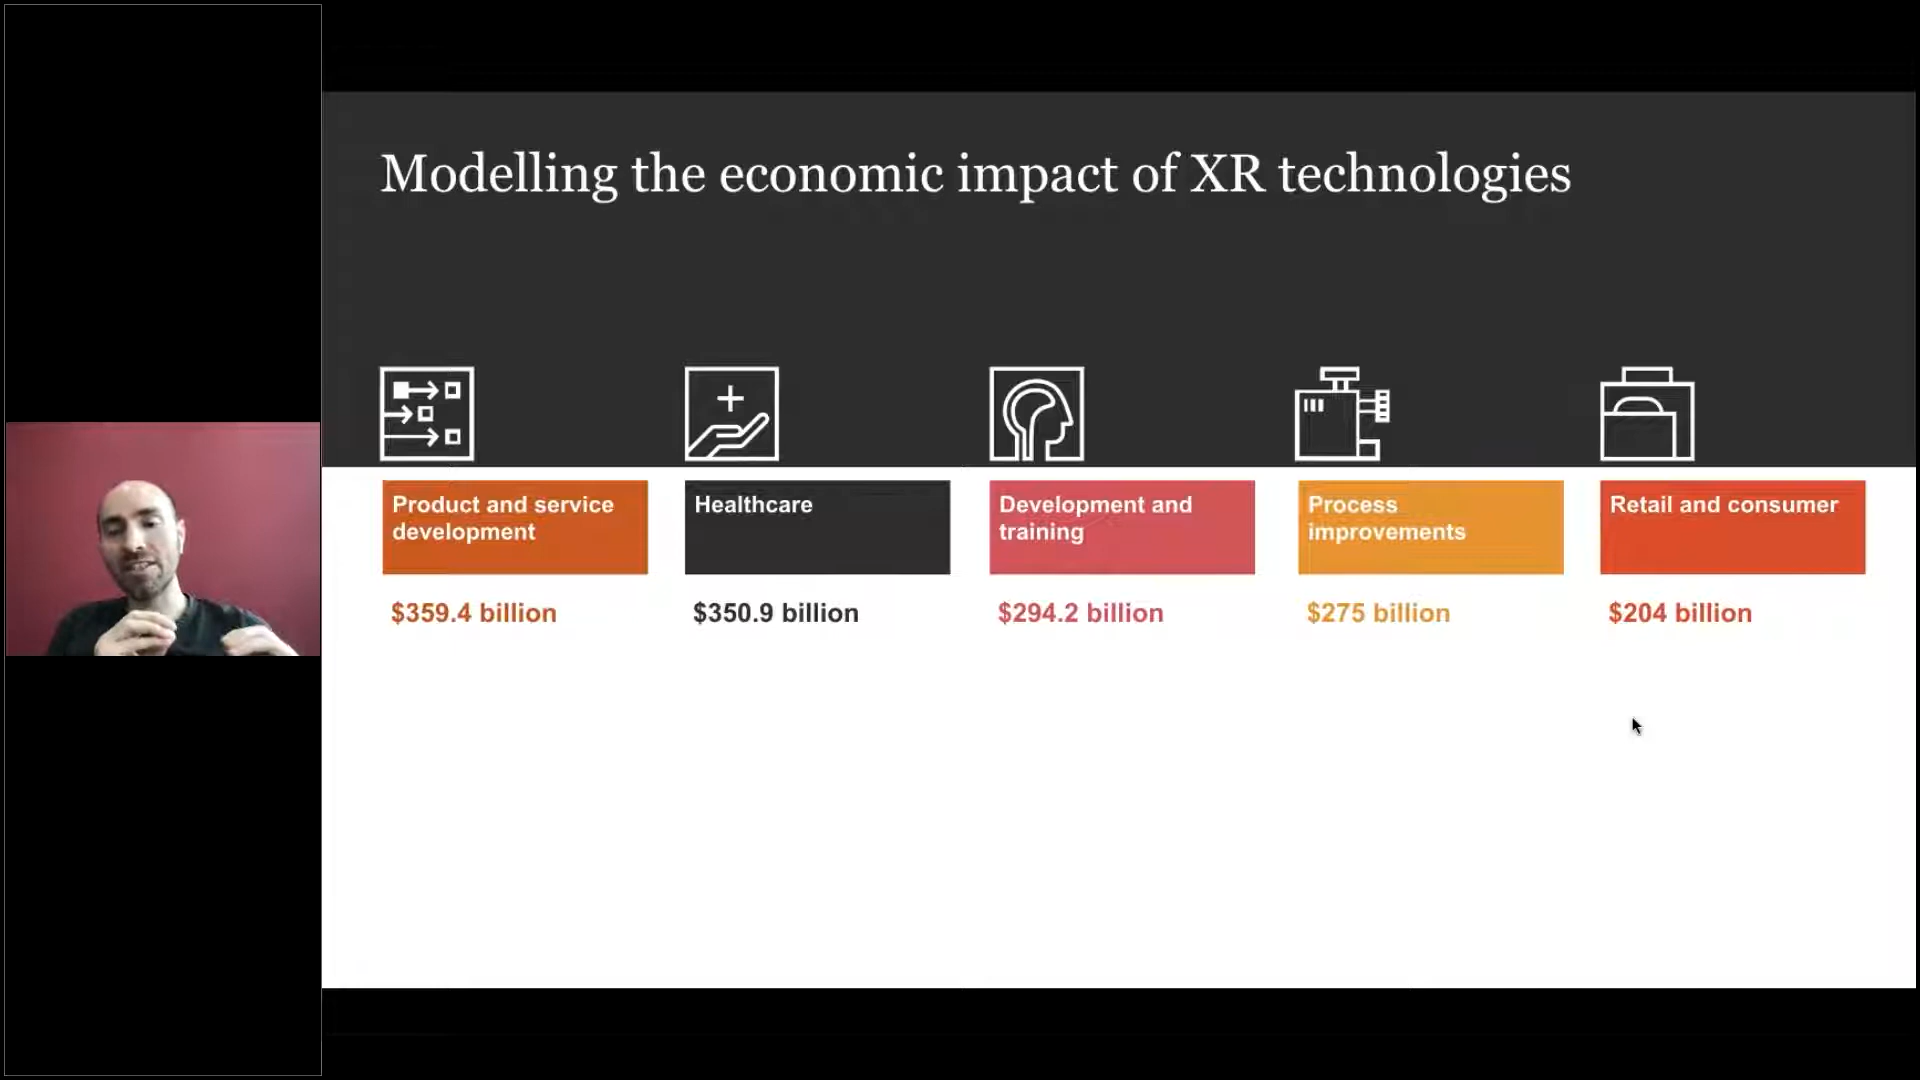 Modelling the economic impact of XR technologies
Product and service
development
$359.4 billion
Healthcare
$350.9 billion
Development and
training
$294.2 billion
Process
improvements
$275 billion
Retail and consumer
$204 billion